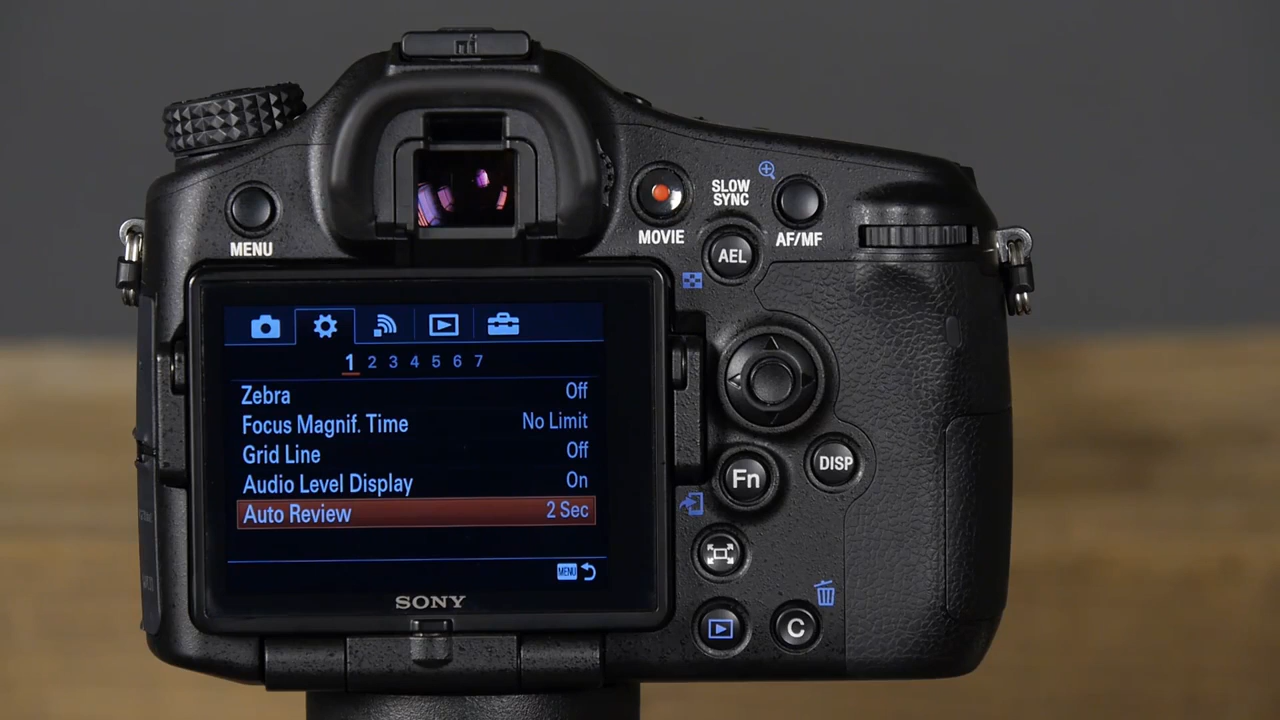 SLOW
SYNC
MOVIE
AF/MF
MENU
AEL
1 2 3 4 5 6 7
Zebra Off
Focus Magnif. Time No Limit
Grid Line Off
Audio Level Display On
Auto Review 2 Sec
MENU
DISP
Fn
SONY
C